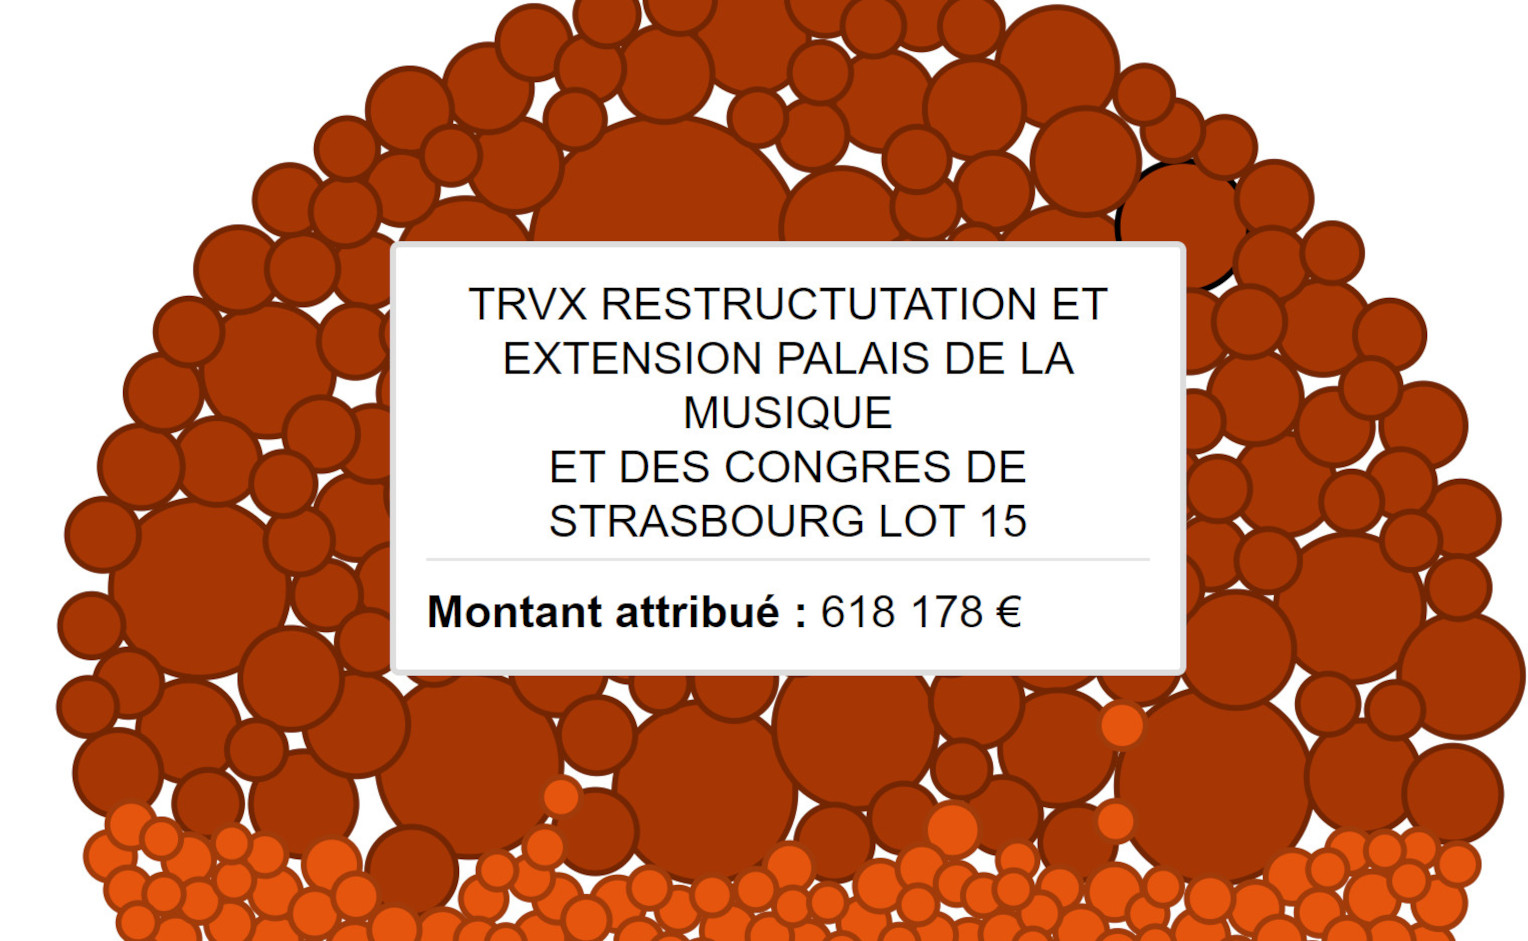 TRVX RESTRUCTUTATION ET
EXTENSION PALAIS DE LA
MUSIQUE
ET DES CONGRES DE
STRASBOURG LOT 15
Montant attribué : 618 178 €